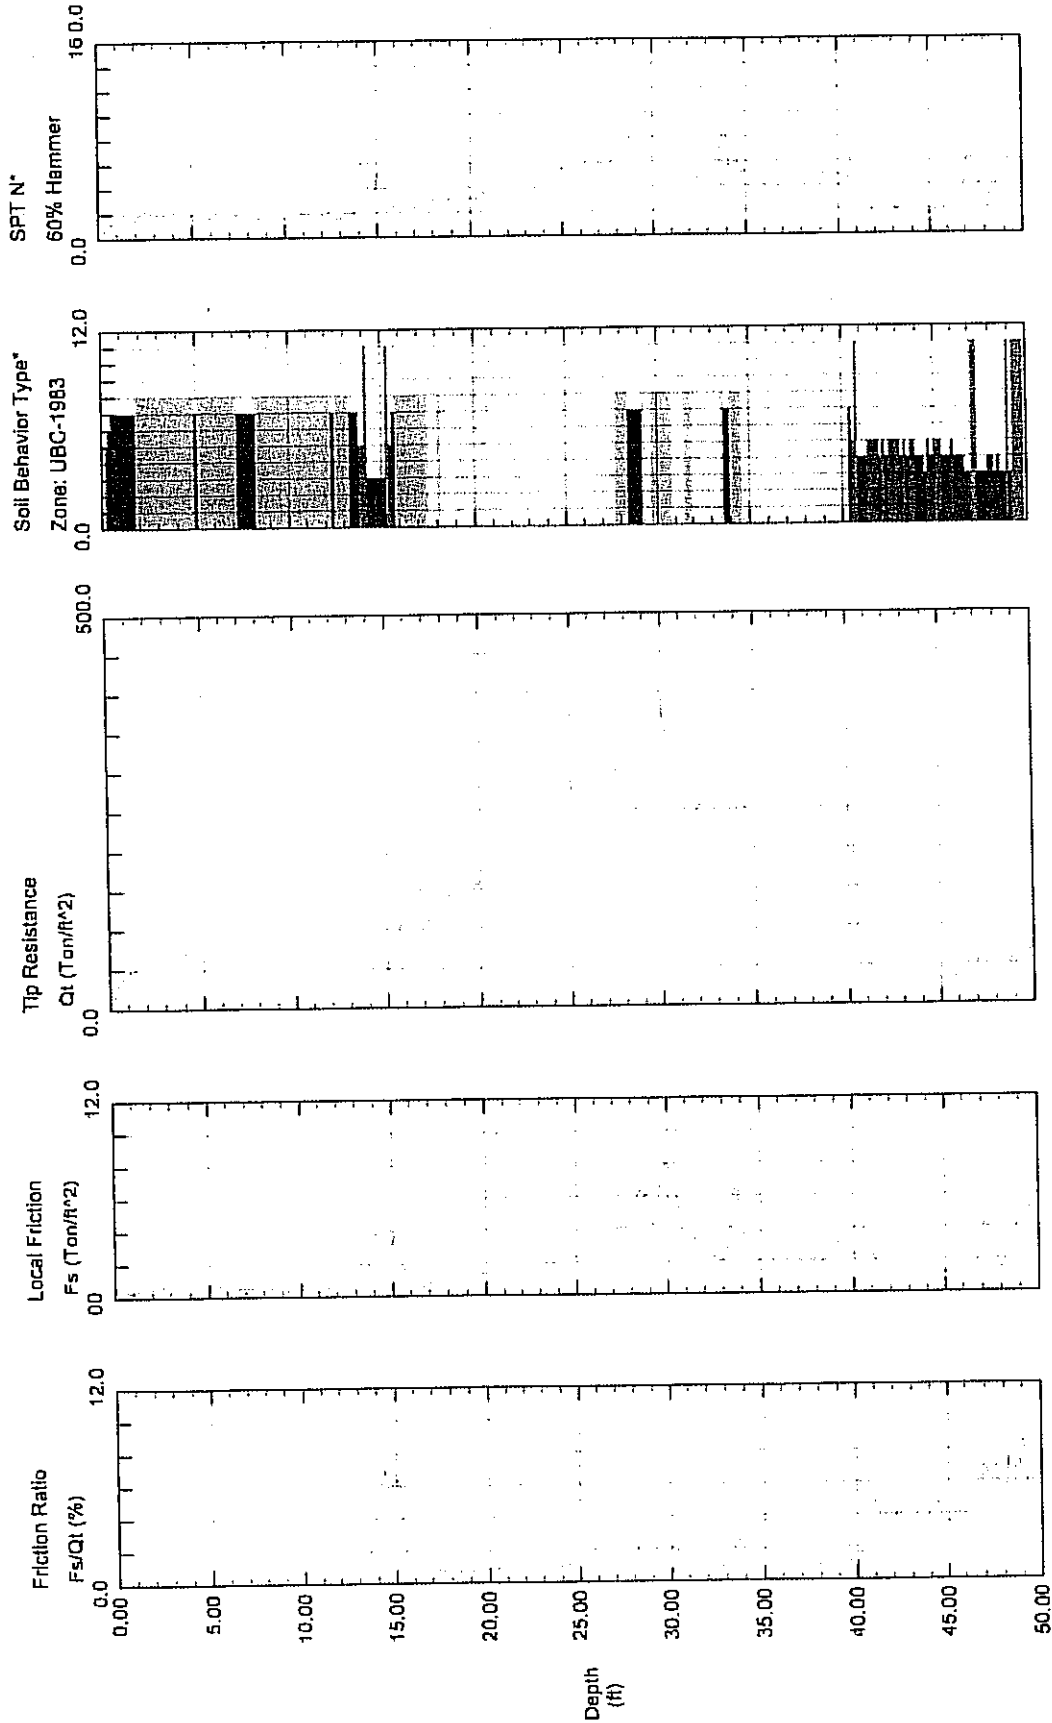 SPT N*
60% Hammer
0.0
16 0.0
Soil Behavior Type*
Zone: UBC-1983
0.0
12.0
Tip Resistance
Qt (Ton/ft^2)
0.0
500.0
Local Friction
Fs (Ton/ft^2)
0.0
12.0
Friction Ratio
Fs/Qt (%)
0.0
12.0
0.00
5.00
10.00
15.00
20.00
25.00
30.00
35.00
40.00
45.00
50.00
Depth
(ft)